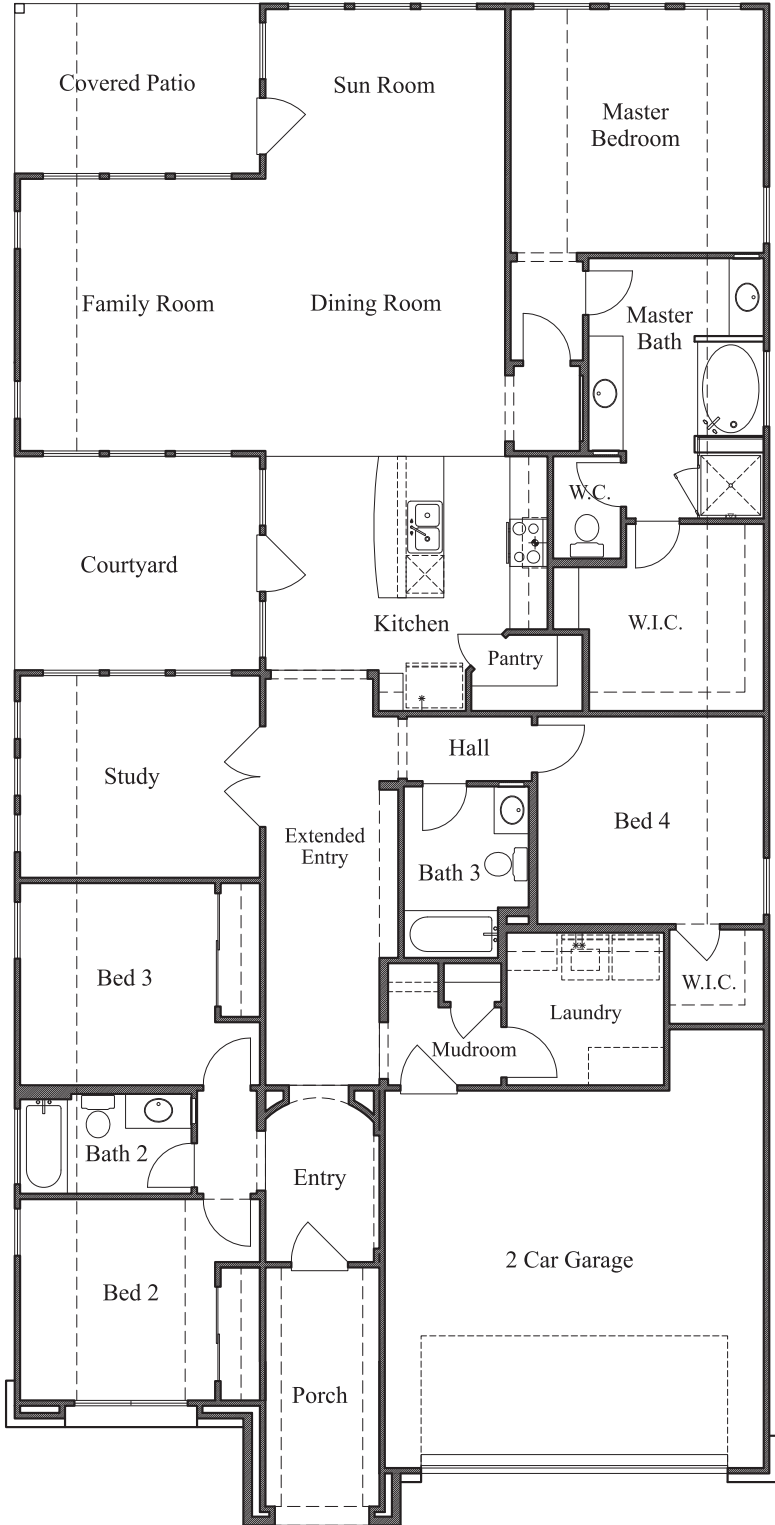 Covered Patio
Sun Room
Master
Bedroom
Family Room
Dining Room
Master
Bath
W.C.
Courtyard
Kitchen
W.I.C.
Pantry
Hall
Study
Bed 4
Extended
Entry
Bath 3
Bed 3
W.I.C.
Laundry
Mudroom
Bath 2
Entry
2 Car Garage
Bed 2
Porch